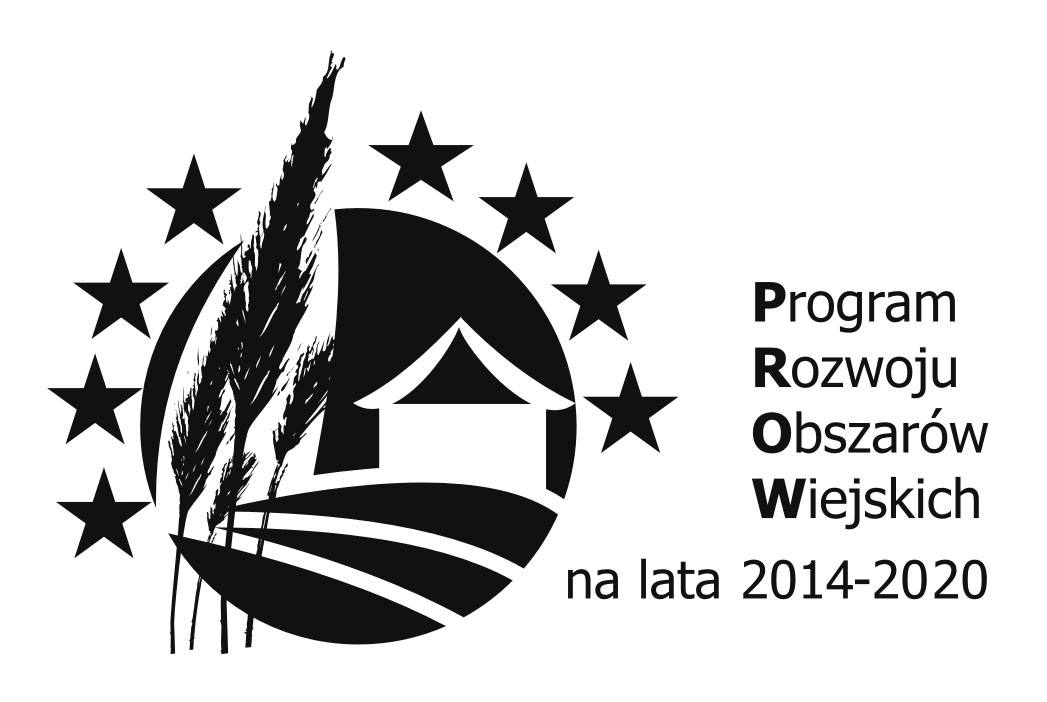 Program
Rozwoju
Obszarów
Wiejskich
na lata 2014-2020